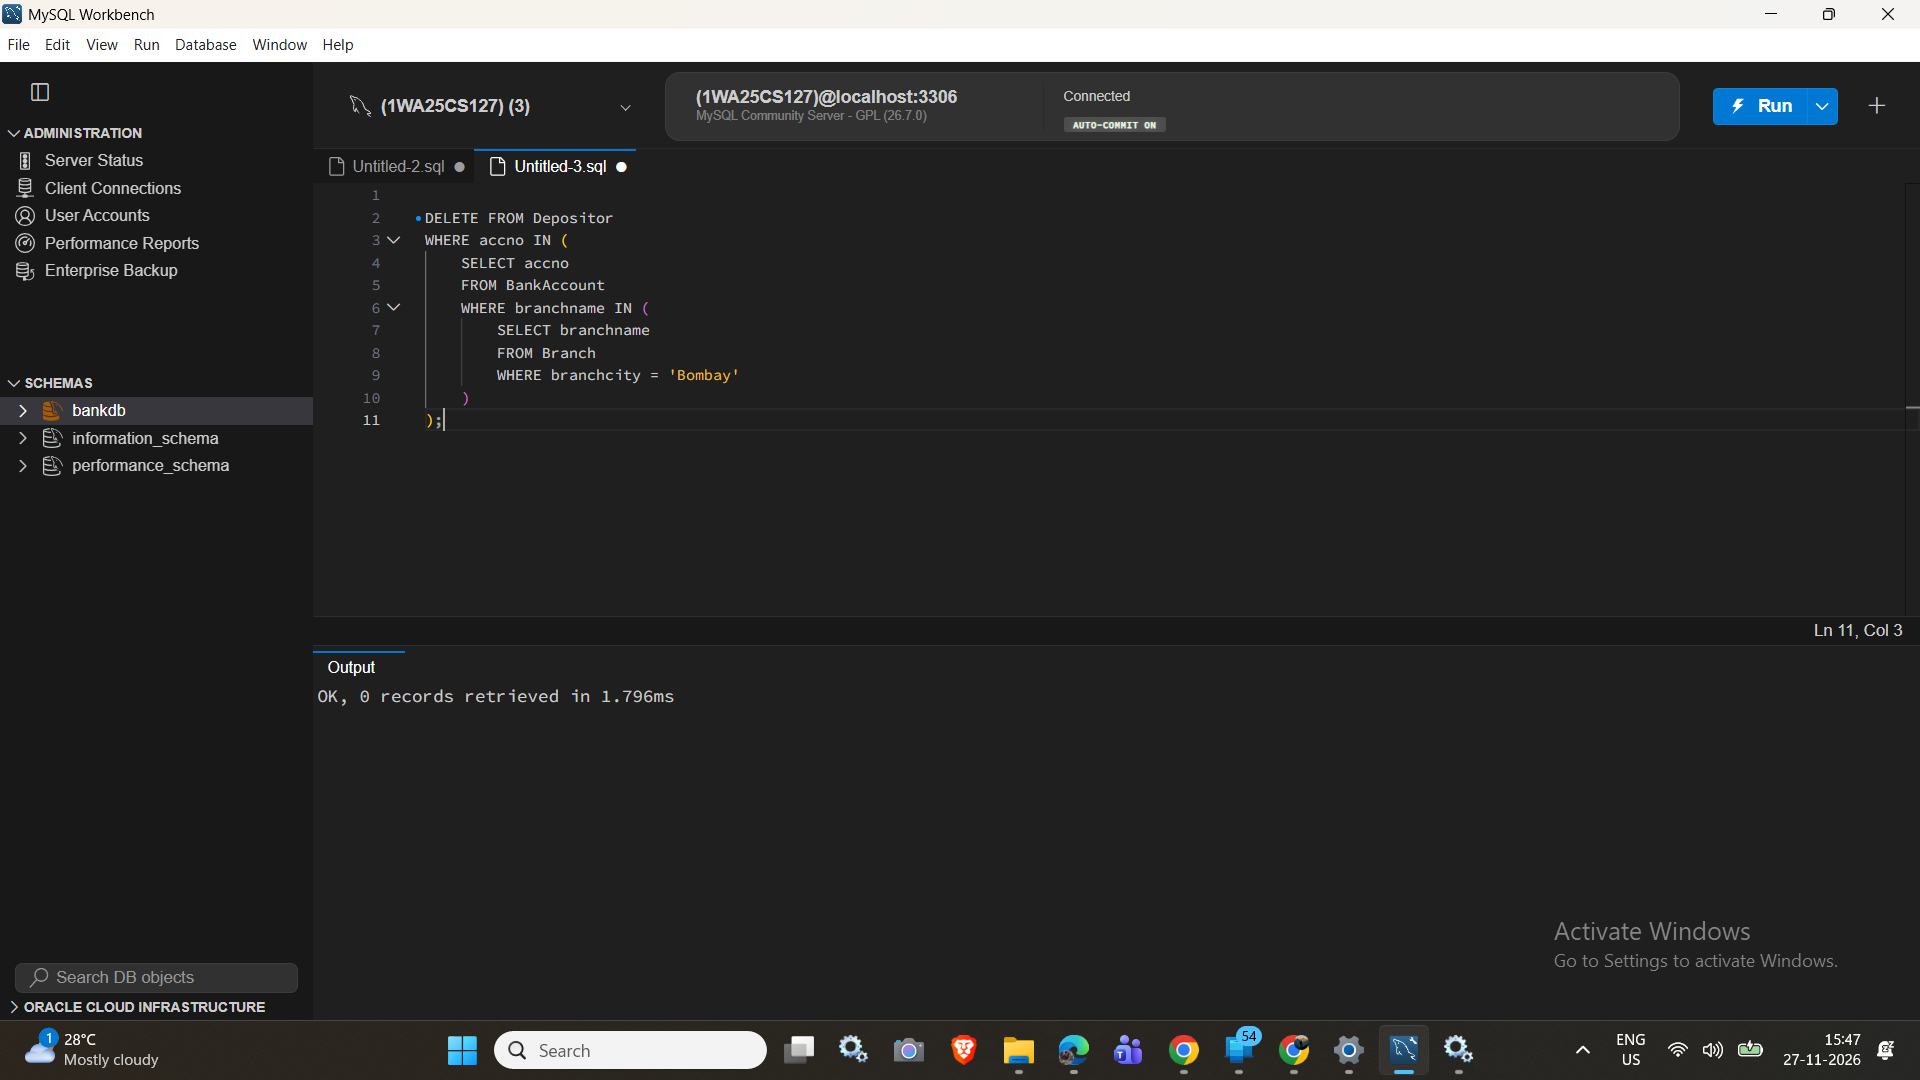 MySQL Workbench
File Edit View Run Database Window Help
(1WA25CS127) (3)
(1WA25CS127)@localhost:3306
MySQL Community Server - GPL (26.7.0)
Connected
AUTO-COMMIT ON
Run
ADMINISTRATION
Server Status
Client Connections
User Accounts
Performance Reports
Enterprise Backup
SCHEMAS
bankdb
information_schema
performance_schema
Search DB objects
ORACLE CLOUD INFRASTRUCTURE
Untitled-2.sql Untitled-3.sql
1
2 DELETE FROM Depositor
3 WHERE accno IN (
4 SELECT accno
5 FROM BankAccount
6 WHERE branchname IN (
7 SELECT branchname
8 FROM Branch
9 WHERE branchcity = 'Bombay'
10 )
11 );
Ln 11, Col 3
Output
OK, 0 records retrieved in 1.796ms
Activate Windows
Go to Settings to activate Windows.
1
28°C
Mostly cloudy
Search
54
ENG
US
15:47
27-11-2026